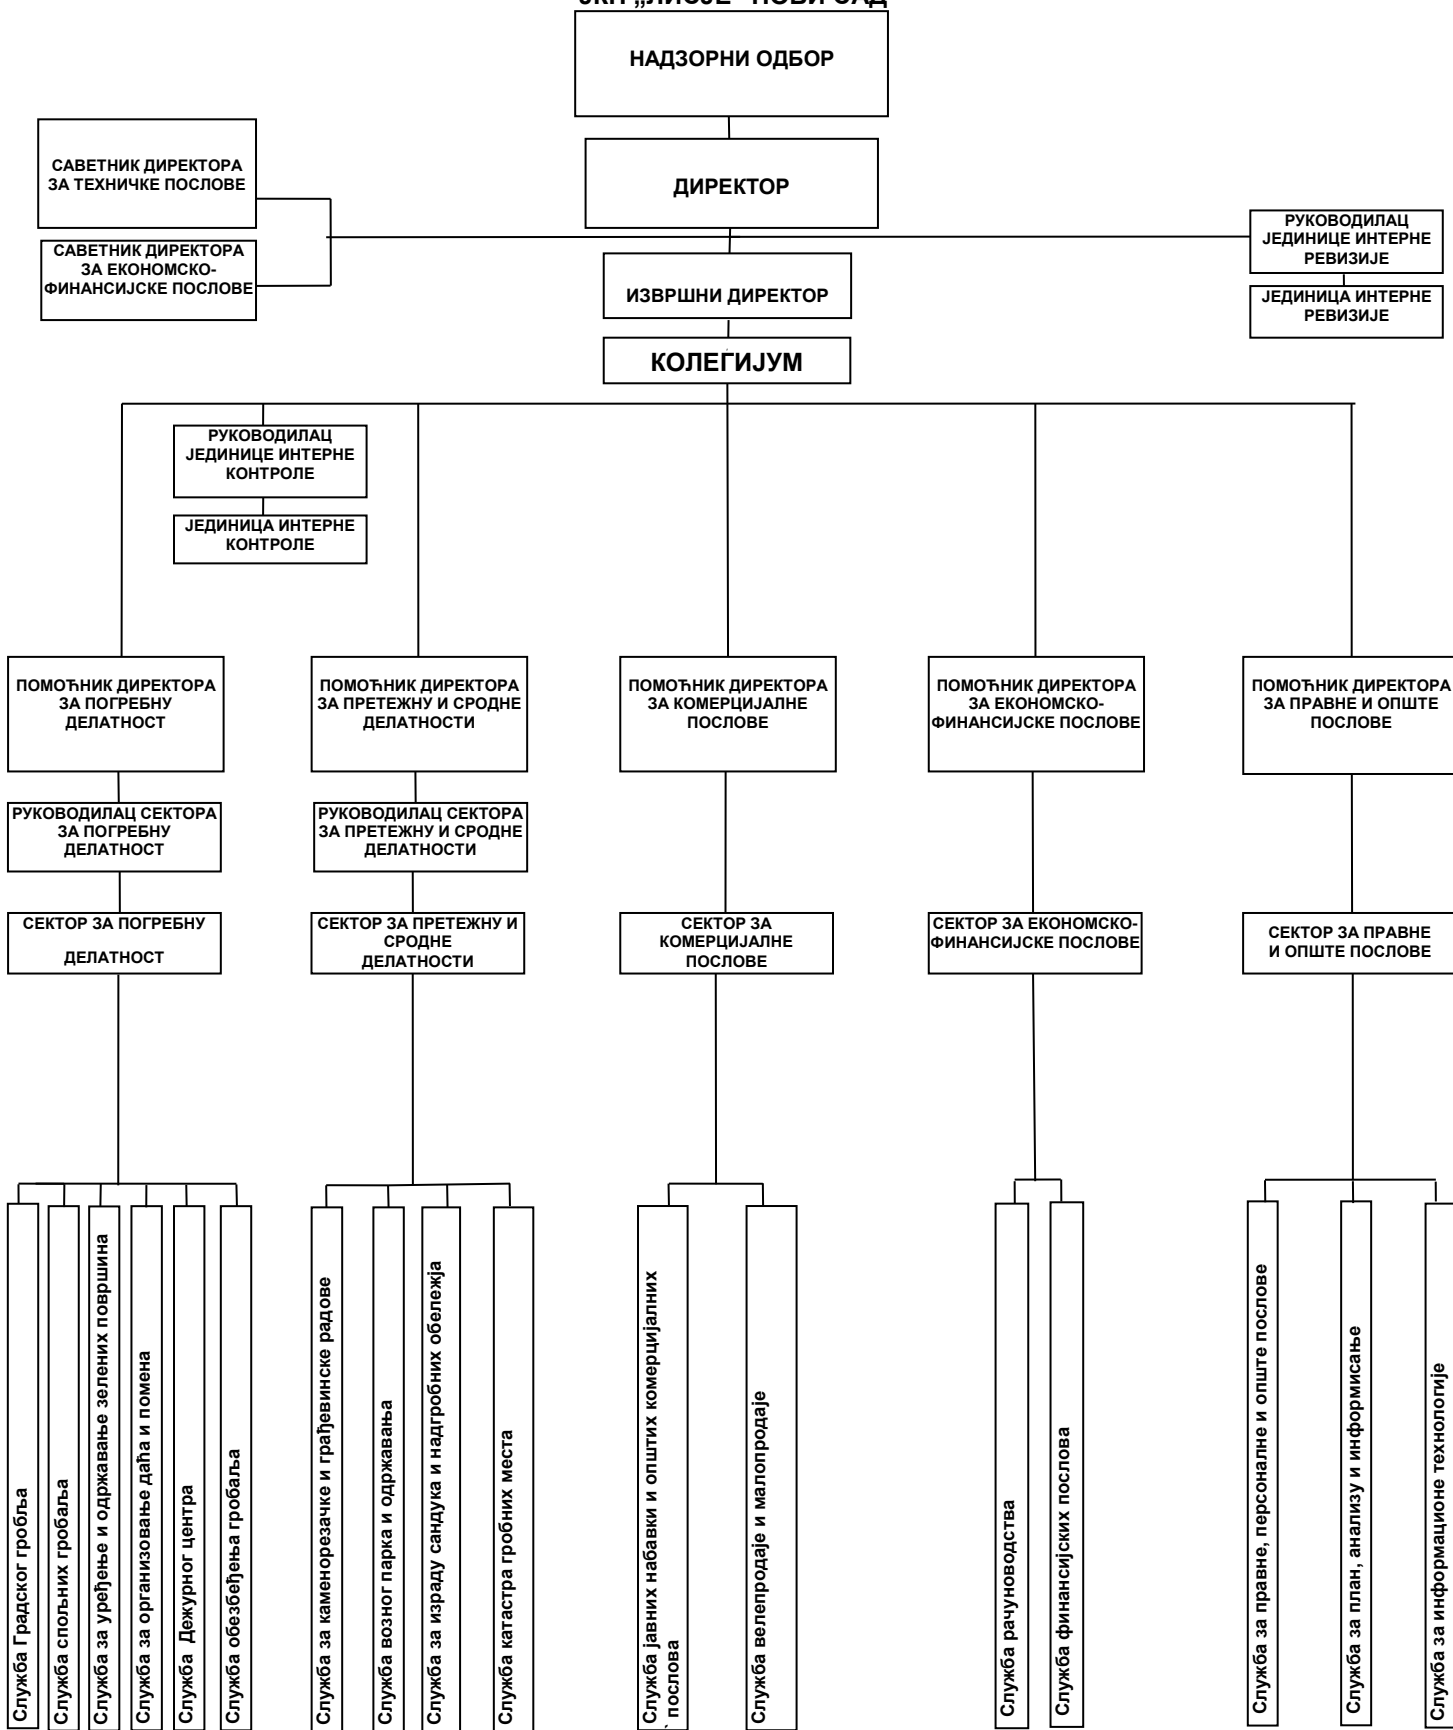 ЈКП „ЛИСЈЕ“ НОВИ САД
НАДЗОРНИ ОДБОР
САВЕТНИК ДИРЕКТОРА
ЗА ТЕХНИЧКЕ ПОСЛОВЕ
ДИРЕКТОР
САВЕТНИК ДИРЕКТОРА
ЗА ЕКОНОМСКО-
ФИНАНСИЈСКЕ ПОСЛОВЕ
РУКОВОДИЛАЦ
ЈЕДИНИЦЕ ИНТЕРНЕ
РЕВИЗИЈЕ
ИЗВРШНИ ДИРЕКТОР
ЈЕДИНИЦА ИНТЕРНЕ
РЕВИЗИЈЕ
КОЛЕГИЈУМ
РУКОВОДИЛАЦ
ЈЕДИНИЦЕ ИНТЕРНЕ
КОНТРОЛЕ
ЈЕДИНИЦА ИНТЕРНЕ
КОНТРОЛЕ
ПОМОЋНИК ДИРЕКТОРА
ЗА ПОГРЕБНУ
ДЕЛАТНОСТ
ПОМОЋНИК ДИРЕКТОРА
ЗА ПРЕТЕЖНУ И СРОДНЕ
ДЕЛАТНОСТИ
ПОМОЋНИК ДИРЕКТОРА
ЗА КОМЕРЦИЈАЛНЕ
ПОСЛОВЕ
ПОМОЋНИК ДИРЕКТОРА
ЗА ЕКОНОМСКО-
ФИНАНСИЈСКЕ ПОСЛОВЕ
ПОМОЋНИК ДИРЕКТОРА
ЗА ПРАВНЕ И ОПШТЕ
ПОСЛОВЕ
РУКОВОДИЛАЦ СЕКТОРА
ЗА ПОГРЕБНУ
ДЕЛАТНОСТ
РУКОВОДИЛАЦ СЕКТОРА
ЗА ПРЕТЕЖНУ И СРОДНЕ
ДЕЛАТНОСТИ
СЕКТОР ЗА ПОГРЕБНУ
ДЕЛАТНОСТ
СЕКТОР ЗА ПРЕТЕЖНУ И
СРОДНЕ
ДЕЛАТНОСТИ
СЕКТОР ЗА
КОМЕРЦИЈАЛНЕ
ПОСЛОВЕ
СЕКТОР ЗА ЕКОНОМСКО-
ФИНАНСИЈСКЕ ПОСЛОВЕ
СЕКТОР ЗА ПРАВНЕ
И ОПШТЕ ПОСЛОВЕ
Служба Градског гробља
Служба спољних гробаља
Служба за уређење и одржавање зелених површина
Служба за организовање даћа и помена
Служба Дежурног центра
Служба обезбеђења гробаља
Служба за каменорезачке и грађевинске радове
Служба возног парка и одржавања
Служба за израду сандука и надгробних обележја
Служба катастра гробних места
Служба јавних набавки и општих комерцијалних
` послова
Служба велепродаје и малопродаје
Служба рачуноводства
Служба финансијских послова
Служба за правне, персоналне и опште послове
Служба за план, анализу и информисање
Служба за информационе технологије